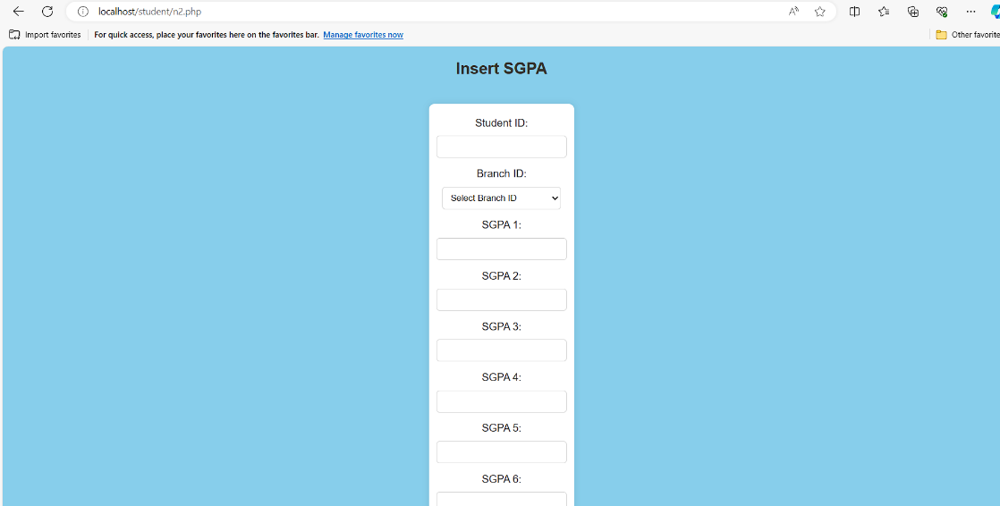 localhost/student/n2.php
Import favorites For quick access, place your favorites here on the favorites bar. Manage favorites now Other favorite
Insert SGPA
Student ID:
Branch ID:
Select Branch ID
SGPA 1:
SGPA 2:
SGPA 3:
SGPA 4:
SGPA 5:
SGPA 6: